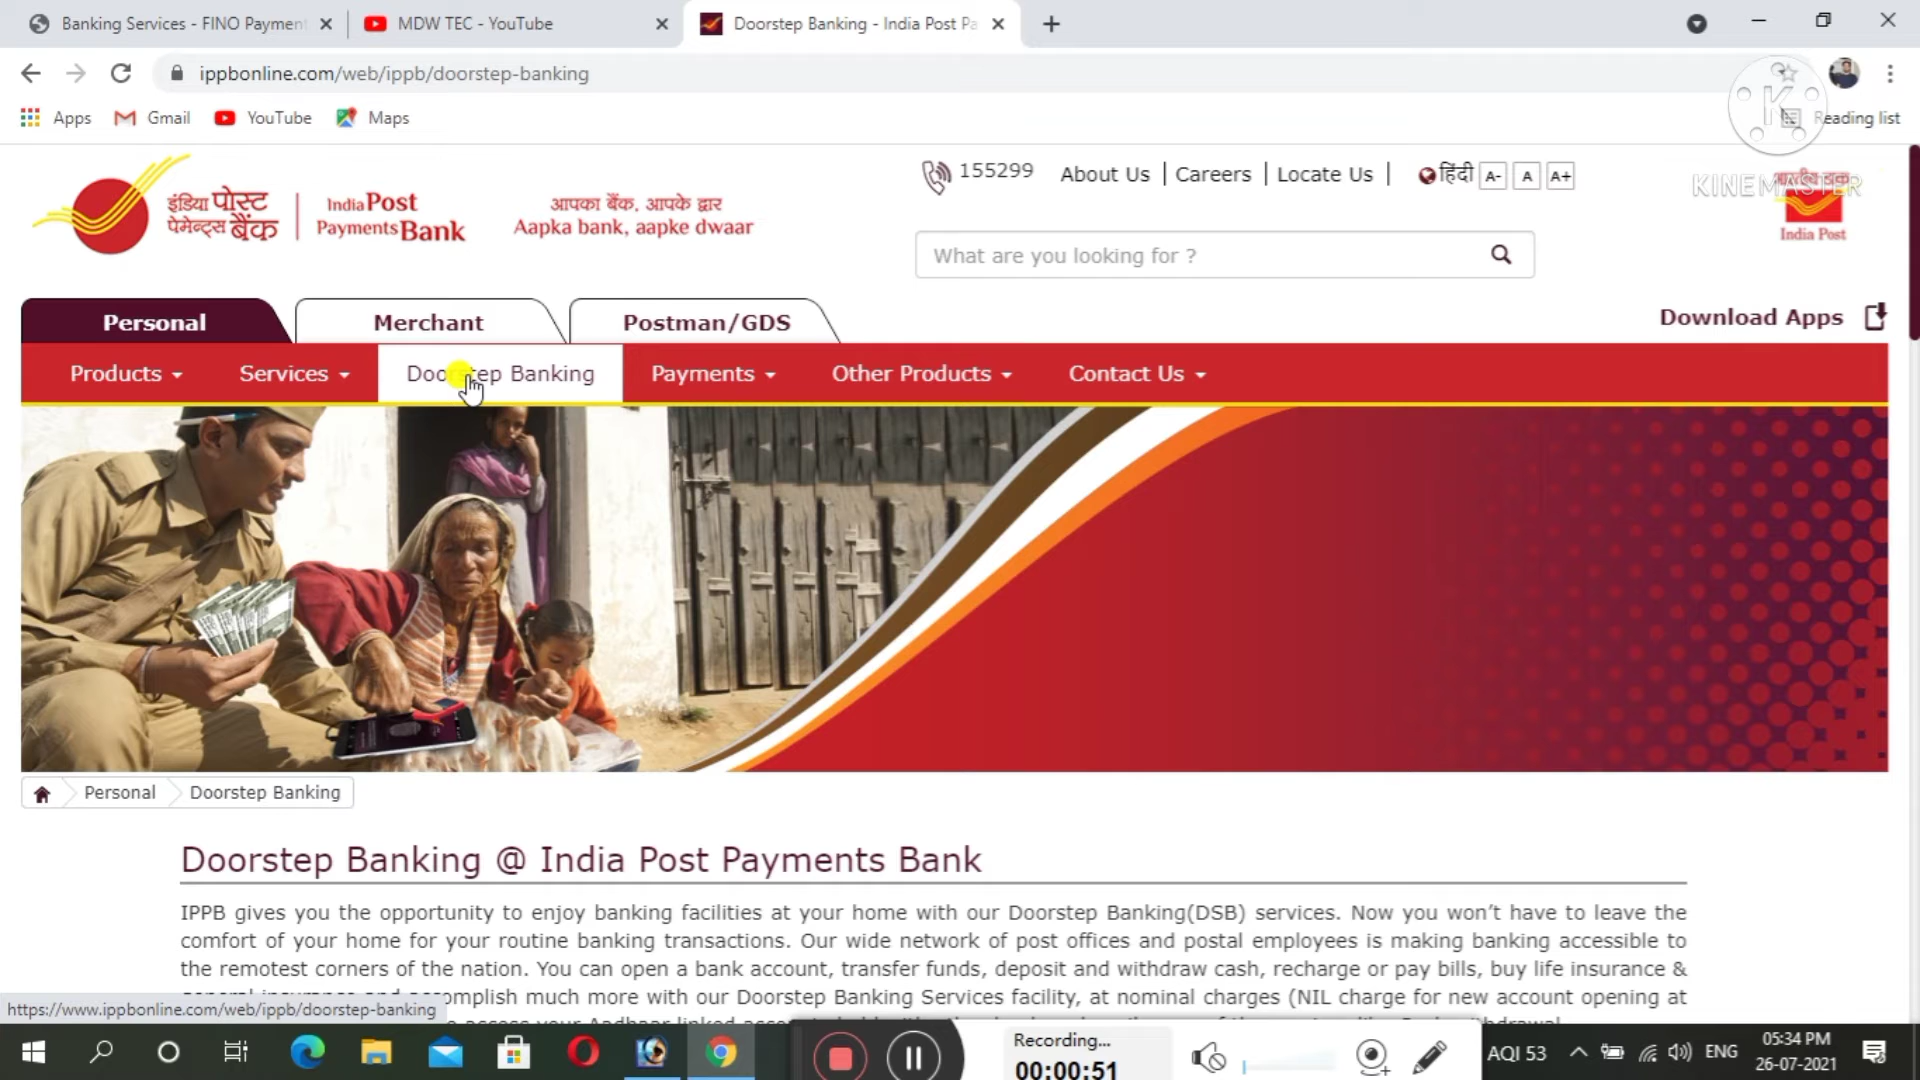 Banking Services - FINO Payment
MDW TEC - YouTube
Doorstep Banking - India Post Pa
ippbonline.com/web/ippb/doorstep-banking
Apps
Gmail
YouTube
Maps
Reading list
इंडिया पोस्ट
पेमेन्ट्स बैंक
India Post
Payments Bank
आपका बैंक, आपके द्वार
Aapka bank, aapke dwaar
155299
About Us
Careers
Locate Us
हिंदी
A-
A
A+
KINEMASTER
India Post
What are you looking for ?
Personal
Merchant
Postman/GDS
Download Apps
Products
Services
Doorstep Banking
Payments
Other Products
Contact Us
Personal
Doorstep Banking
Doorstep Banking @ India Post Payments Bank
IPPB gives you the opportunity to enjoy banking facilities at your home with our Doorstep Banking(DSB) services. Now you won't have to leave the
comfort of your home for your routine banking transactions. Our wide network of post offices and postal employees is making banking accessible to
the remotest corners of the nation. You can open a bank account, transfer funds, deposit and withdraw cash, recharge or pay bills, buy life insurance &
complish much more with our Doorstep Banking Services facility, at nominal charges (NIL charge for new account opening at
https://www.ippbonline.com/web/ippb/doorstep-banking
Recording...
00:00:51
AQI 53
ENG
05:34 PM
26-07-2021